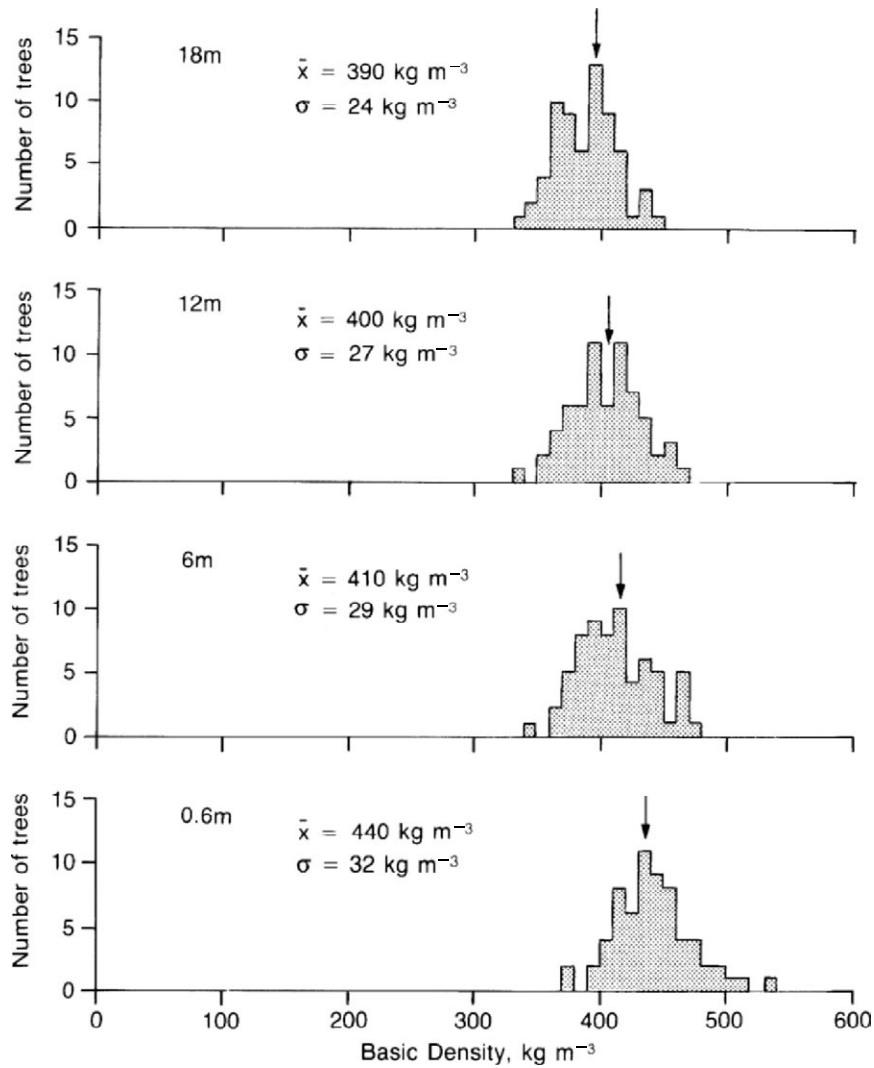 Number of trees
15
10
5
0
18m
x̄ = 390 kg m⁻³
σ = 24 kg m⁻³
Number of trees
15
10
5
0
12m
x̄ = 400 kg m⁻³
σ = 27 kg m⁻³
Number of trees
15
10
5
0
6m
x̄ = 410 kg m⁻³
σ = 29 kg m⁻³
Number of trees
15
10
5
0
0.6m
x̄ = 440 kg m⁻³
σ = 32 kg m⁻³
0 100 200 300 400 500 600
Basic Density, kg m⁻³